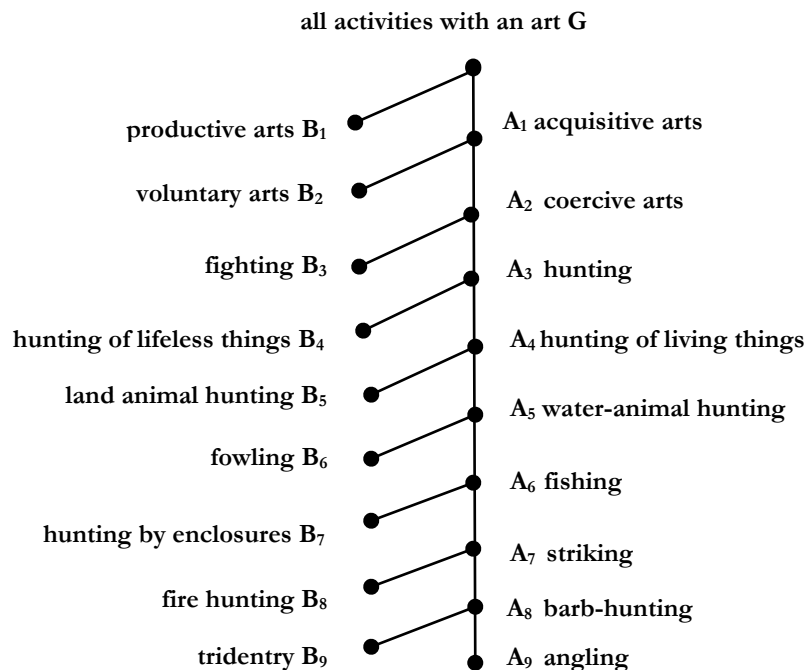 all activities with an art G
productive arts B₁
A₁ acquisitive arts
voluntary arts B₂
A₂ coercive arts
fighting B₃
A₃ hunting
hunting of lifeless things B₄
A₄ hunting of living things
land animal hunting B₅
A₅ water-animal hunting
fowling B₆
A₆ fishing
hunting by enclosures B₇
A₇ striking
fire hunting B₈
A₈ barb-hunting
tridentry B₉
A₉ angling